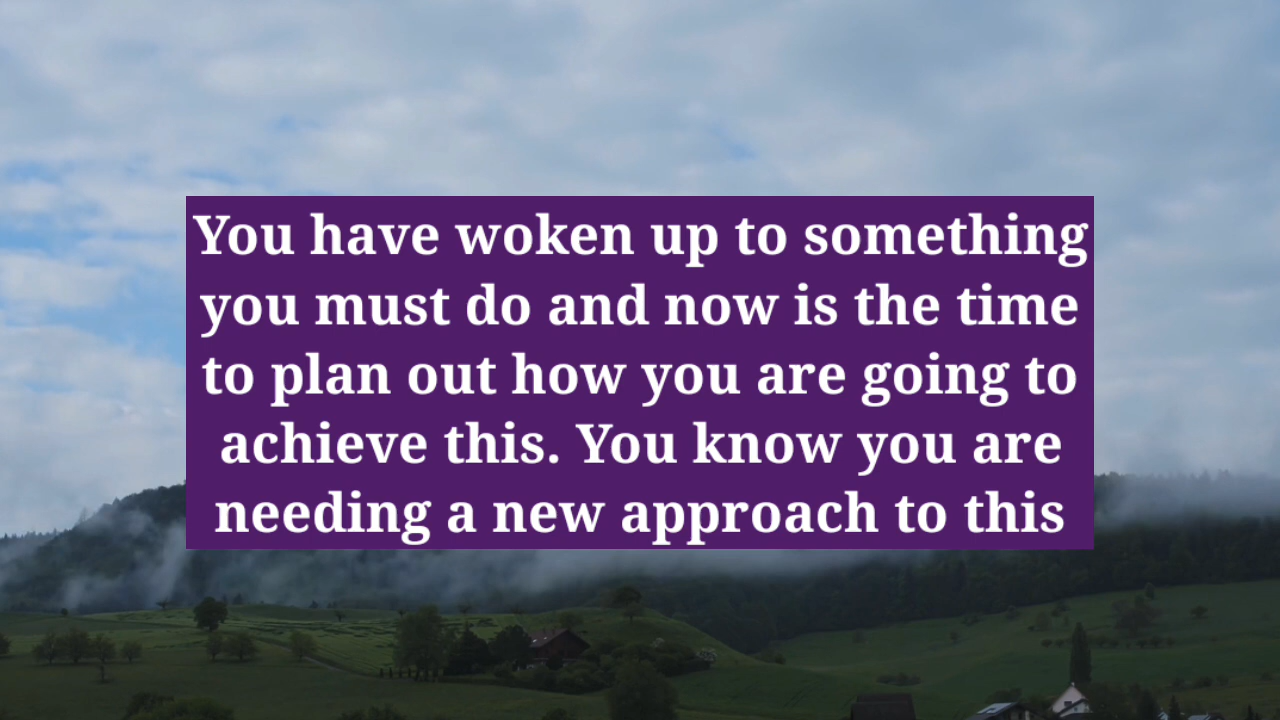 You have woken up to something
you must do and now is the time
to plan out how you are going to
achieve this. You know you are
needing a new approach to this